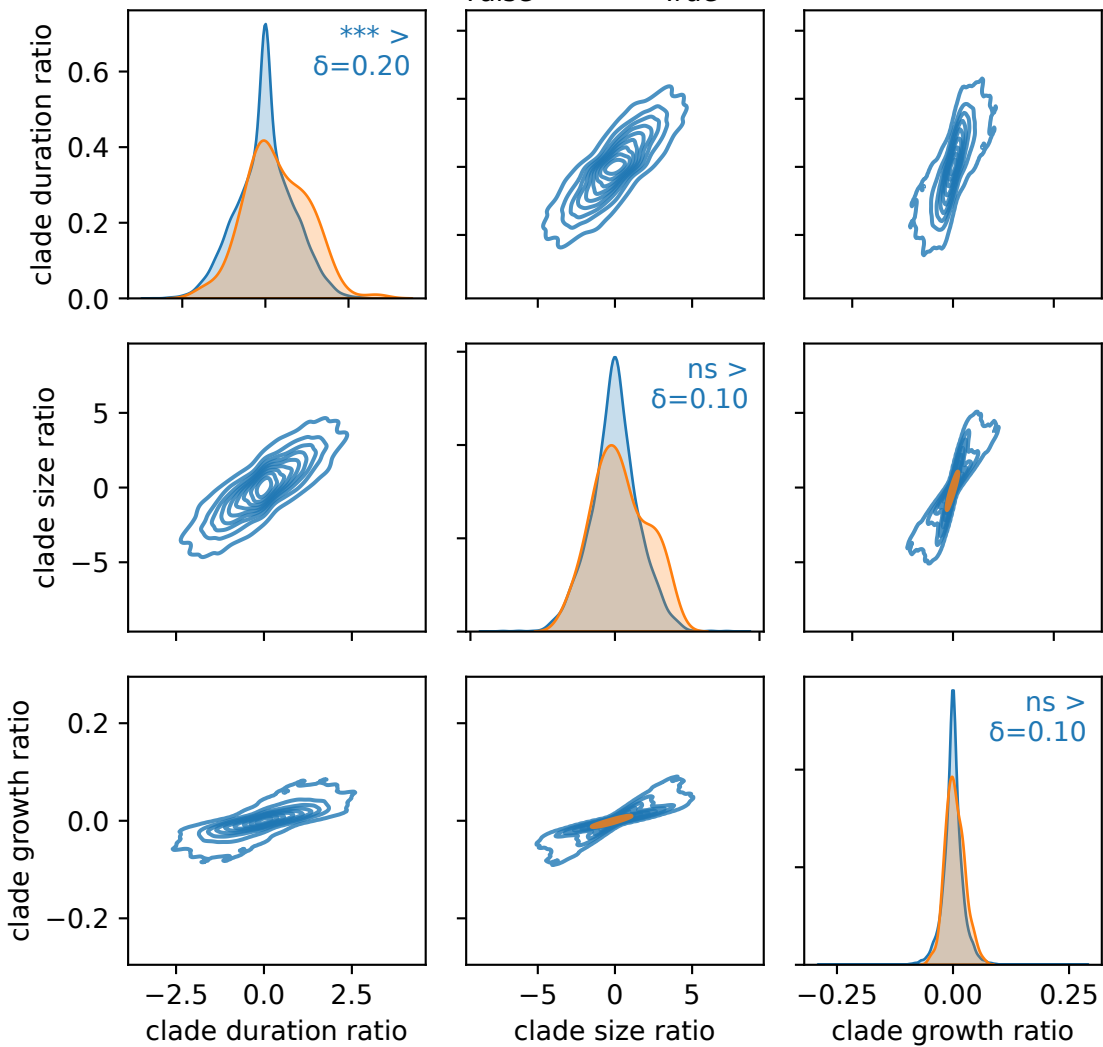 clade duration ratio
0.6
0.4
0.2
0.0
*** >
δ=0.20
clade size ratio
5
0
−5
ns >
δ=0.10
clade growth ratio
0.2
0.0
−0.2
ns >
δ=0.10
−2.5 0.0 2.5
−5 0 5
−0.25 0.00 0.25
clade duration ratio
clade size ratio
clade growth ratio